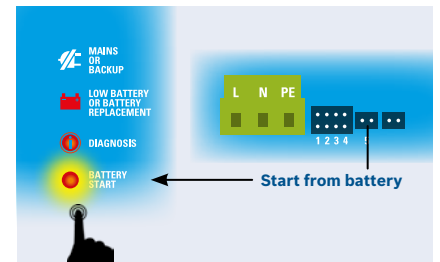 MAINS
OR
BACKUP
LOW BATTERY
OR BATTERY
REPLACEMENT
DIAGNOSIS
BATTERY
START
L N PE
1 2 3 4 5
Start from battery